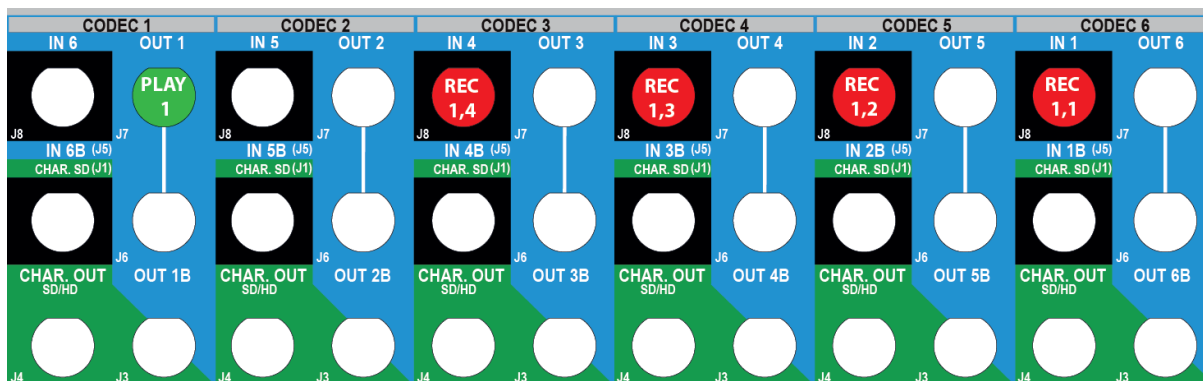 CODEC 1 CODEC 2 CODEC 3 CODEC 4 CODEC 5 CODEC 6
IN 6 OUT 1 IN 5 OUT 2 IN 4 OUT 3 IN 3 OUT 4 IN 2 OUT 5 IN 1 OUT 6
PLAY REC REC REC REC
1 1,4 1,3 1,2 1,1
J8 J7 J8 J7 J8 J7 J8 J7 J8 J7 J8 J7
IN 6B (J5) IN 5B (J5) IN 4B (J5) IN 3B (J5) IN 2B (J5) IN 1B (J5)
CHAR. SD (J1) CHAR. SD (J1) CHAR. SD (J1) CHAR. SD (J1) CHAR. SD (J1) CHAR. SD (J1)
J6 J6 J6 J6 J6 J6
CHAR. OUT OUT 1B CHAR. OUT OUT 2B CHAR. OUT OUT 3B CHAR. OUT OUT 4B CHAR. OUT OUT 5B CHAR. OUT OUT 6B
SD/HD SD/HD SD/HD SD/HD SD/HD SD/HD
J4 J3 J4 J3 J4 J3 J4 J3 J4 J3 J4 J3